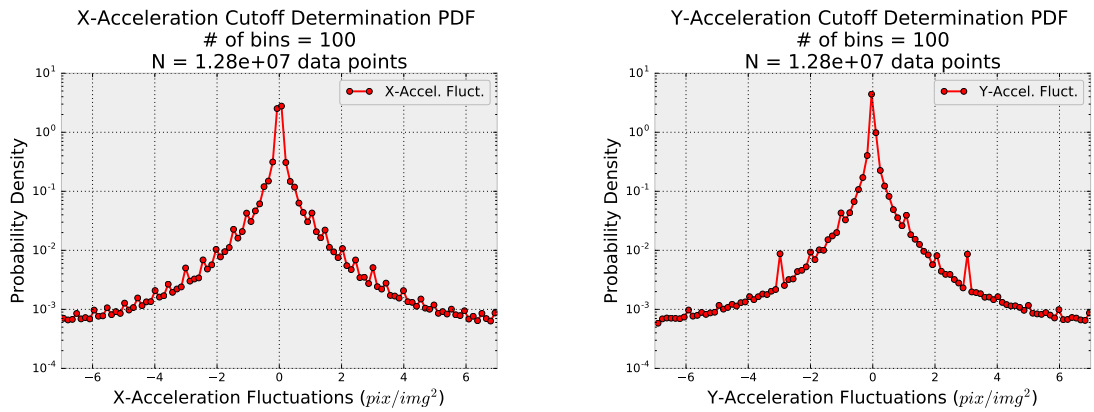 X-Acceleration Cutoff Determination PDF
# of bins = 100
N = 1.28e+07 data points
X-Accel. Fluct.
Probability Density
10^1
10^0
10^-1
10^-2
10^-3
10^-4
−6 −4 −2 0 2 4 6
X-Acceleration Fluctuations (pix/img^2)
Y-Acceleration Cutoff Determination PDF
# of bins = 100
N = 1.28e+07 data points
Y-Accel. Fluct.
Probability Density
10^1
10^0
10^-1
10^-2
10^-3
10^-4
−6 −4 −2 0 2 4 6
Y-Acceleration Fluctuations (pix/img^2)